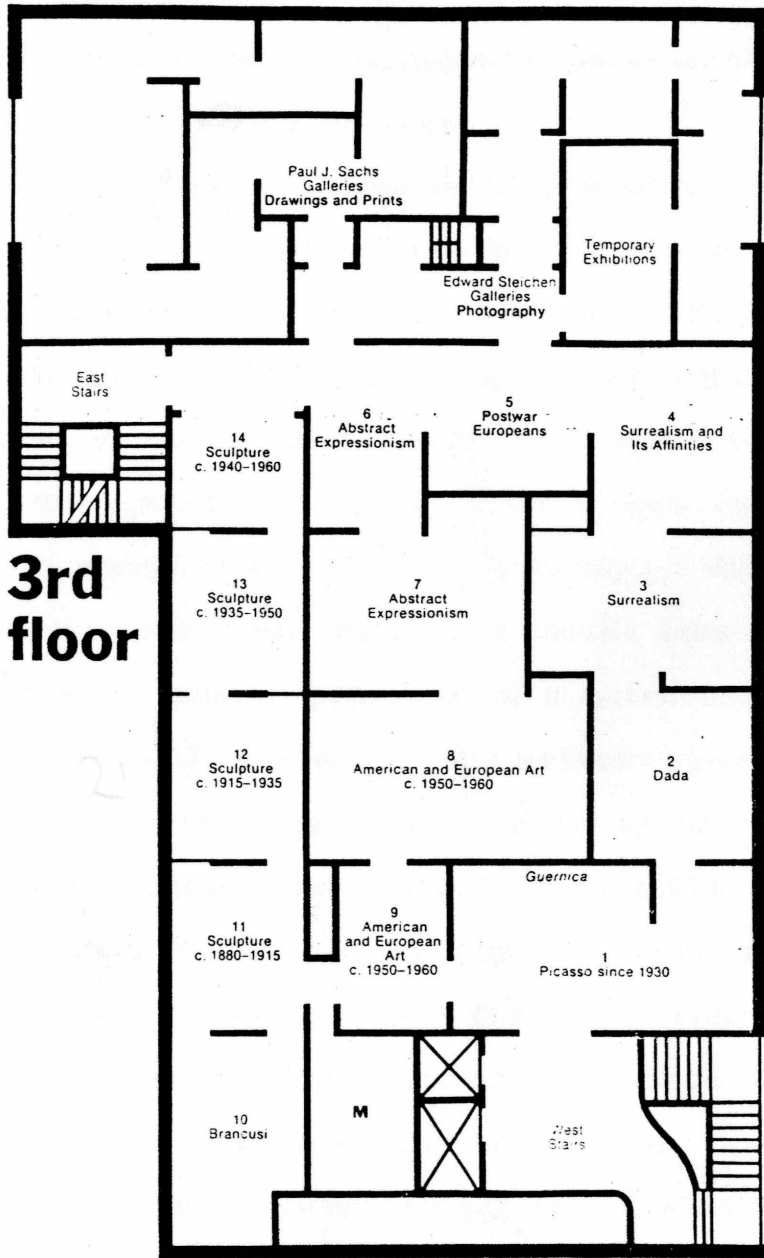 Paul J. Sachs
Galleries
Drawings and Prints
Temporary
Exhibitions
Edward Steichen
Galleries
Photography
East
Stairs
14
Sculpture
c. 1940–1960
6
Abstract
Expressionism
5
Postwar
Europeans
4
Surrealism and
Its Affinities
3rd
floor
13
Sculpture
c. 1935–1950
7
Abstract
Expressionism
3
Surrealism
12
Sculpture
c. 1915–1935
8
American and European Art
c. 1950–1960
2
Dada
Guernica
11
Sculpture
c. 1880–1915
9
American
and European
Art
c. 1950–1960
1
Picasso since 1930
10
Brancusi
M
West
Stairs